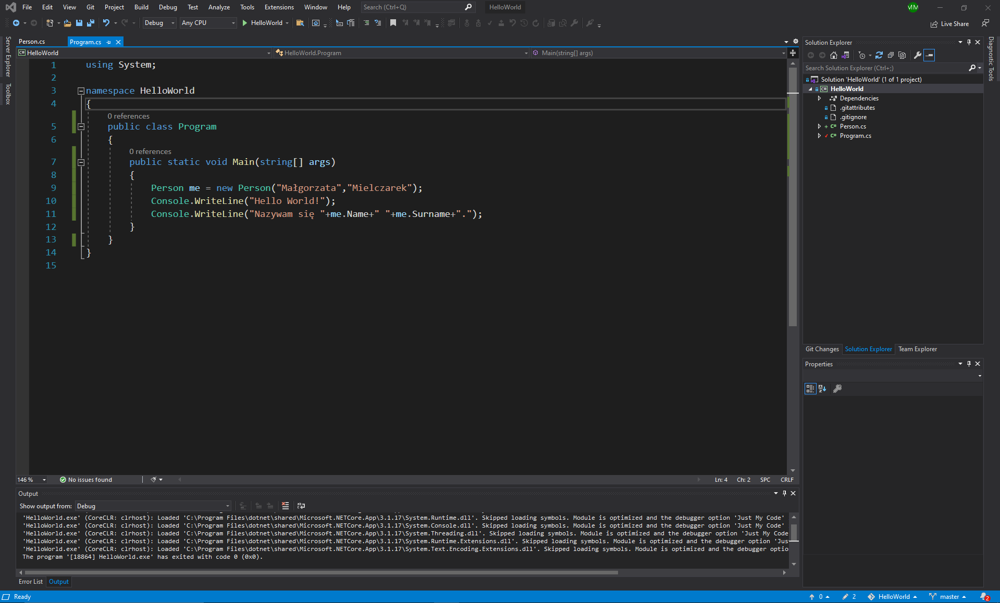 File Edit View Git Project Build Debug Test Analyze Tools Extensions Window Help Search (Ctrl+Q) HelloWorld MM
Debug Any CPU HelloWorld Live Share
Server Explorer
Toolbox
Person.cs Program.cs
HelloWorld HelloWorld.Program Main(string[] args)
1 using System;
2
3 namespace HelloWorld
4 {
0 references
5 public class Program
6 {
0 references
7 public static void Main(string[] args)
8 {
9 Person me = new Person("Małgorzata","Mielczarek");
10 Console.WriteLine("Hello World!");
11 Console.WriteLine("Nazywam się "+me.Name+" "+me.Surname+".");
12 }
13 }
14 }
15
146 % No issues found Ln: 4 Ch: 2 SPC CRLF
Output
Show output from: Debug
'HelloWorld.exe' (CoreCLR: clrhost): Loaded 'C:\Program Files\dotnet\shared\Microsoft.NETCore.App\3.1.17\System.Runtime.dll'. Skipped loading symbols. Module is optimized and the debugger option 'Just My Code'
'HelloWorld.exe' (CoreCLR: clrhost): Loaded 'C:\Program Files\dotnet\shared\Microsoft.NETCore.App\3.1.17\System.Console.dll'. Skipped loading symbols. Module is optimized and the debugger option 'Just My Code'
'HelloWorld.exe' (CoreCLR: clrhost): Loaded 'C:\Program Files\dotnet\shared\Microsoft.NETCore.App\3.1.17\System.Threading.dll'. Skipped loading symbols. Module is optimized and the debugger option 'Just My Code
'HelloWorld.exe' (CoreCLR: clrhost): Loaded 'C:\Program Files\dotnet\shared\Microsoft.NETCore.App\3.1.17\System.Runtime.Extensions.dll'. Skipped loading symbols. Module is optimized and the debugger option 'Jus
'HelloWorld.exe' (CoreCLR: clrhost): Loaded 'C:\Program Files\dotnet\shared\Microsoft.NETCore.App\3.1.17\System.Text.Encoding.Extensions.dll'. Skipped loading symbols. Module is optimized and the debugger optio
The program '[18864] HelloWorld.exe' has exited with code 0 (0x0).
Error List Output
Solution Explorer
Search Solution Explorer (Ctrl+;)
Solution 'HelloWorld' (1 of 1 project)
C# HelloWorld
Dependencies
.gitattributes
.gitignore
C# Person.cs
C# Program.cs
Git Changes Solution Explorer Team Explorer
Properties
Diagnostic Tools
Ready 0 2 HelloWorld master 2